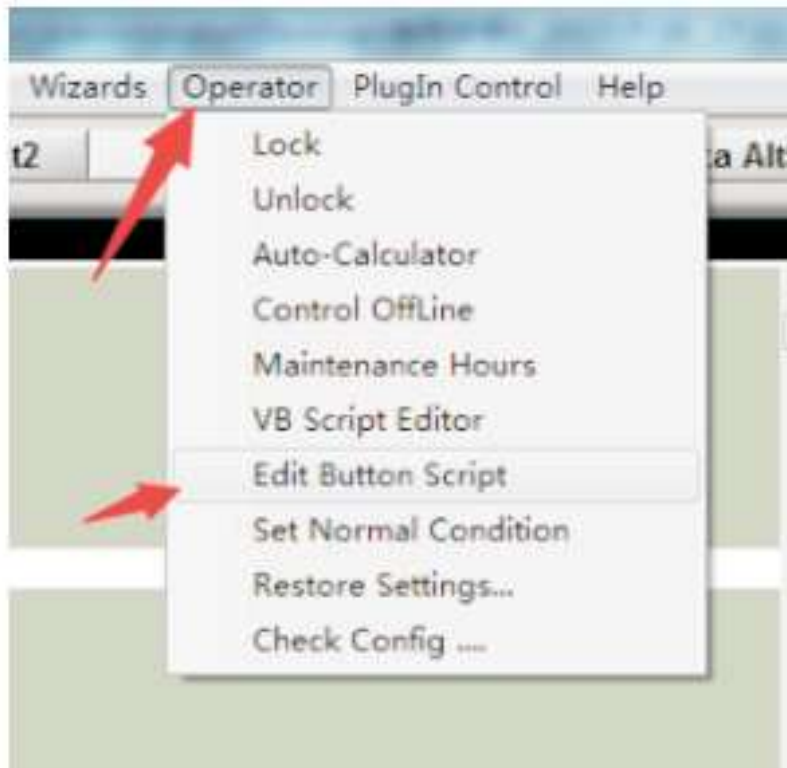 Wizards Operator PlugIn Control Help
t2
ta Alt
Lock
Unlock
Auto-Calculator
Control OffLine
Maintenance Hours
VB Script Editor
Edit Button Script
Set Normal Condition
Restore Settings...
Check Config ....